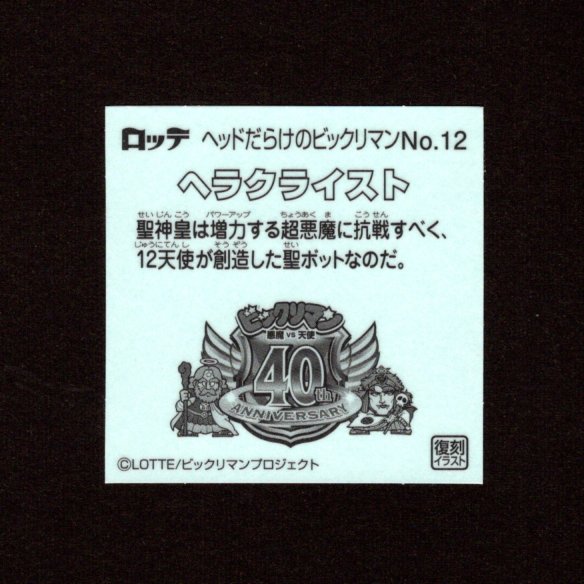 ロッテ ヘッドだらけのビックリマンNo.12
ヘラクライスト
せいじんこう パワーアップ ちょうあくま こうせん
聖神皇は増力する超悪魔に抗戦すべく、
じゅうにてんし そうぞう せい
12天使が創造した聖ボットなのだ。
ビックリマン
悪魔 VS 天使
40th
ANNIVERSARY
©LOTTE/ビックリマンプロジェクト
復刻
イラスト